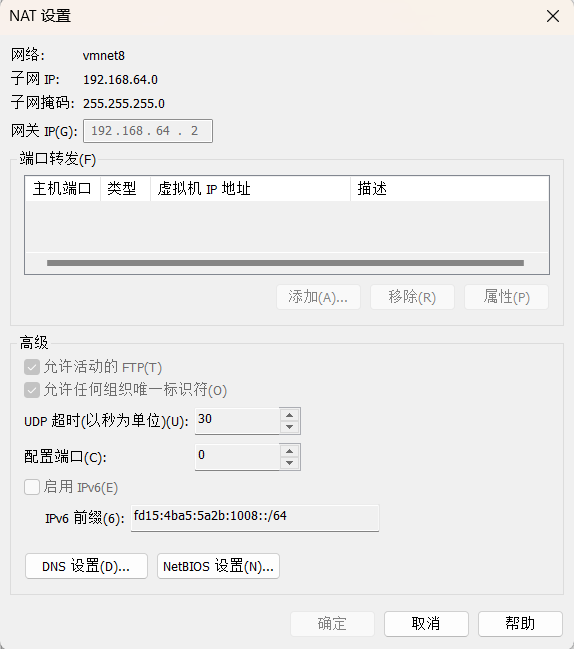 NAT 设置
网络: vmnet8
子网 IP: 192.168.64.0
子网掩码: 255.255.255.0
网关 IP(G): 192 . 168 . 64 . 2
端口转发(F)
主机端口 类型 虚拟机 IP 地址 描述
添加(A)... 移除(R) 属性(P)
高级
允许活动的 FTP(T)
允许任何组织唯一标识符(O)
UDP 超时(以秒为单位)(U): 30
配置端口(C): 0
启用 IPv6(E)
IPv6 前缀(6): fd15:4ba5:5a2b:1008::/64
DNS 设置(D)... NetBIOS 设置(N)...
确定 取消 帮助